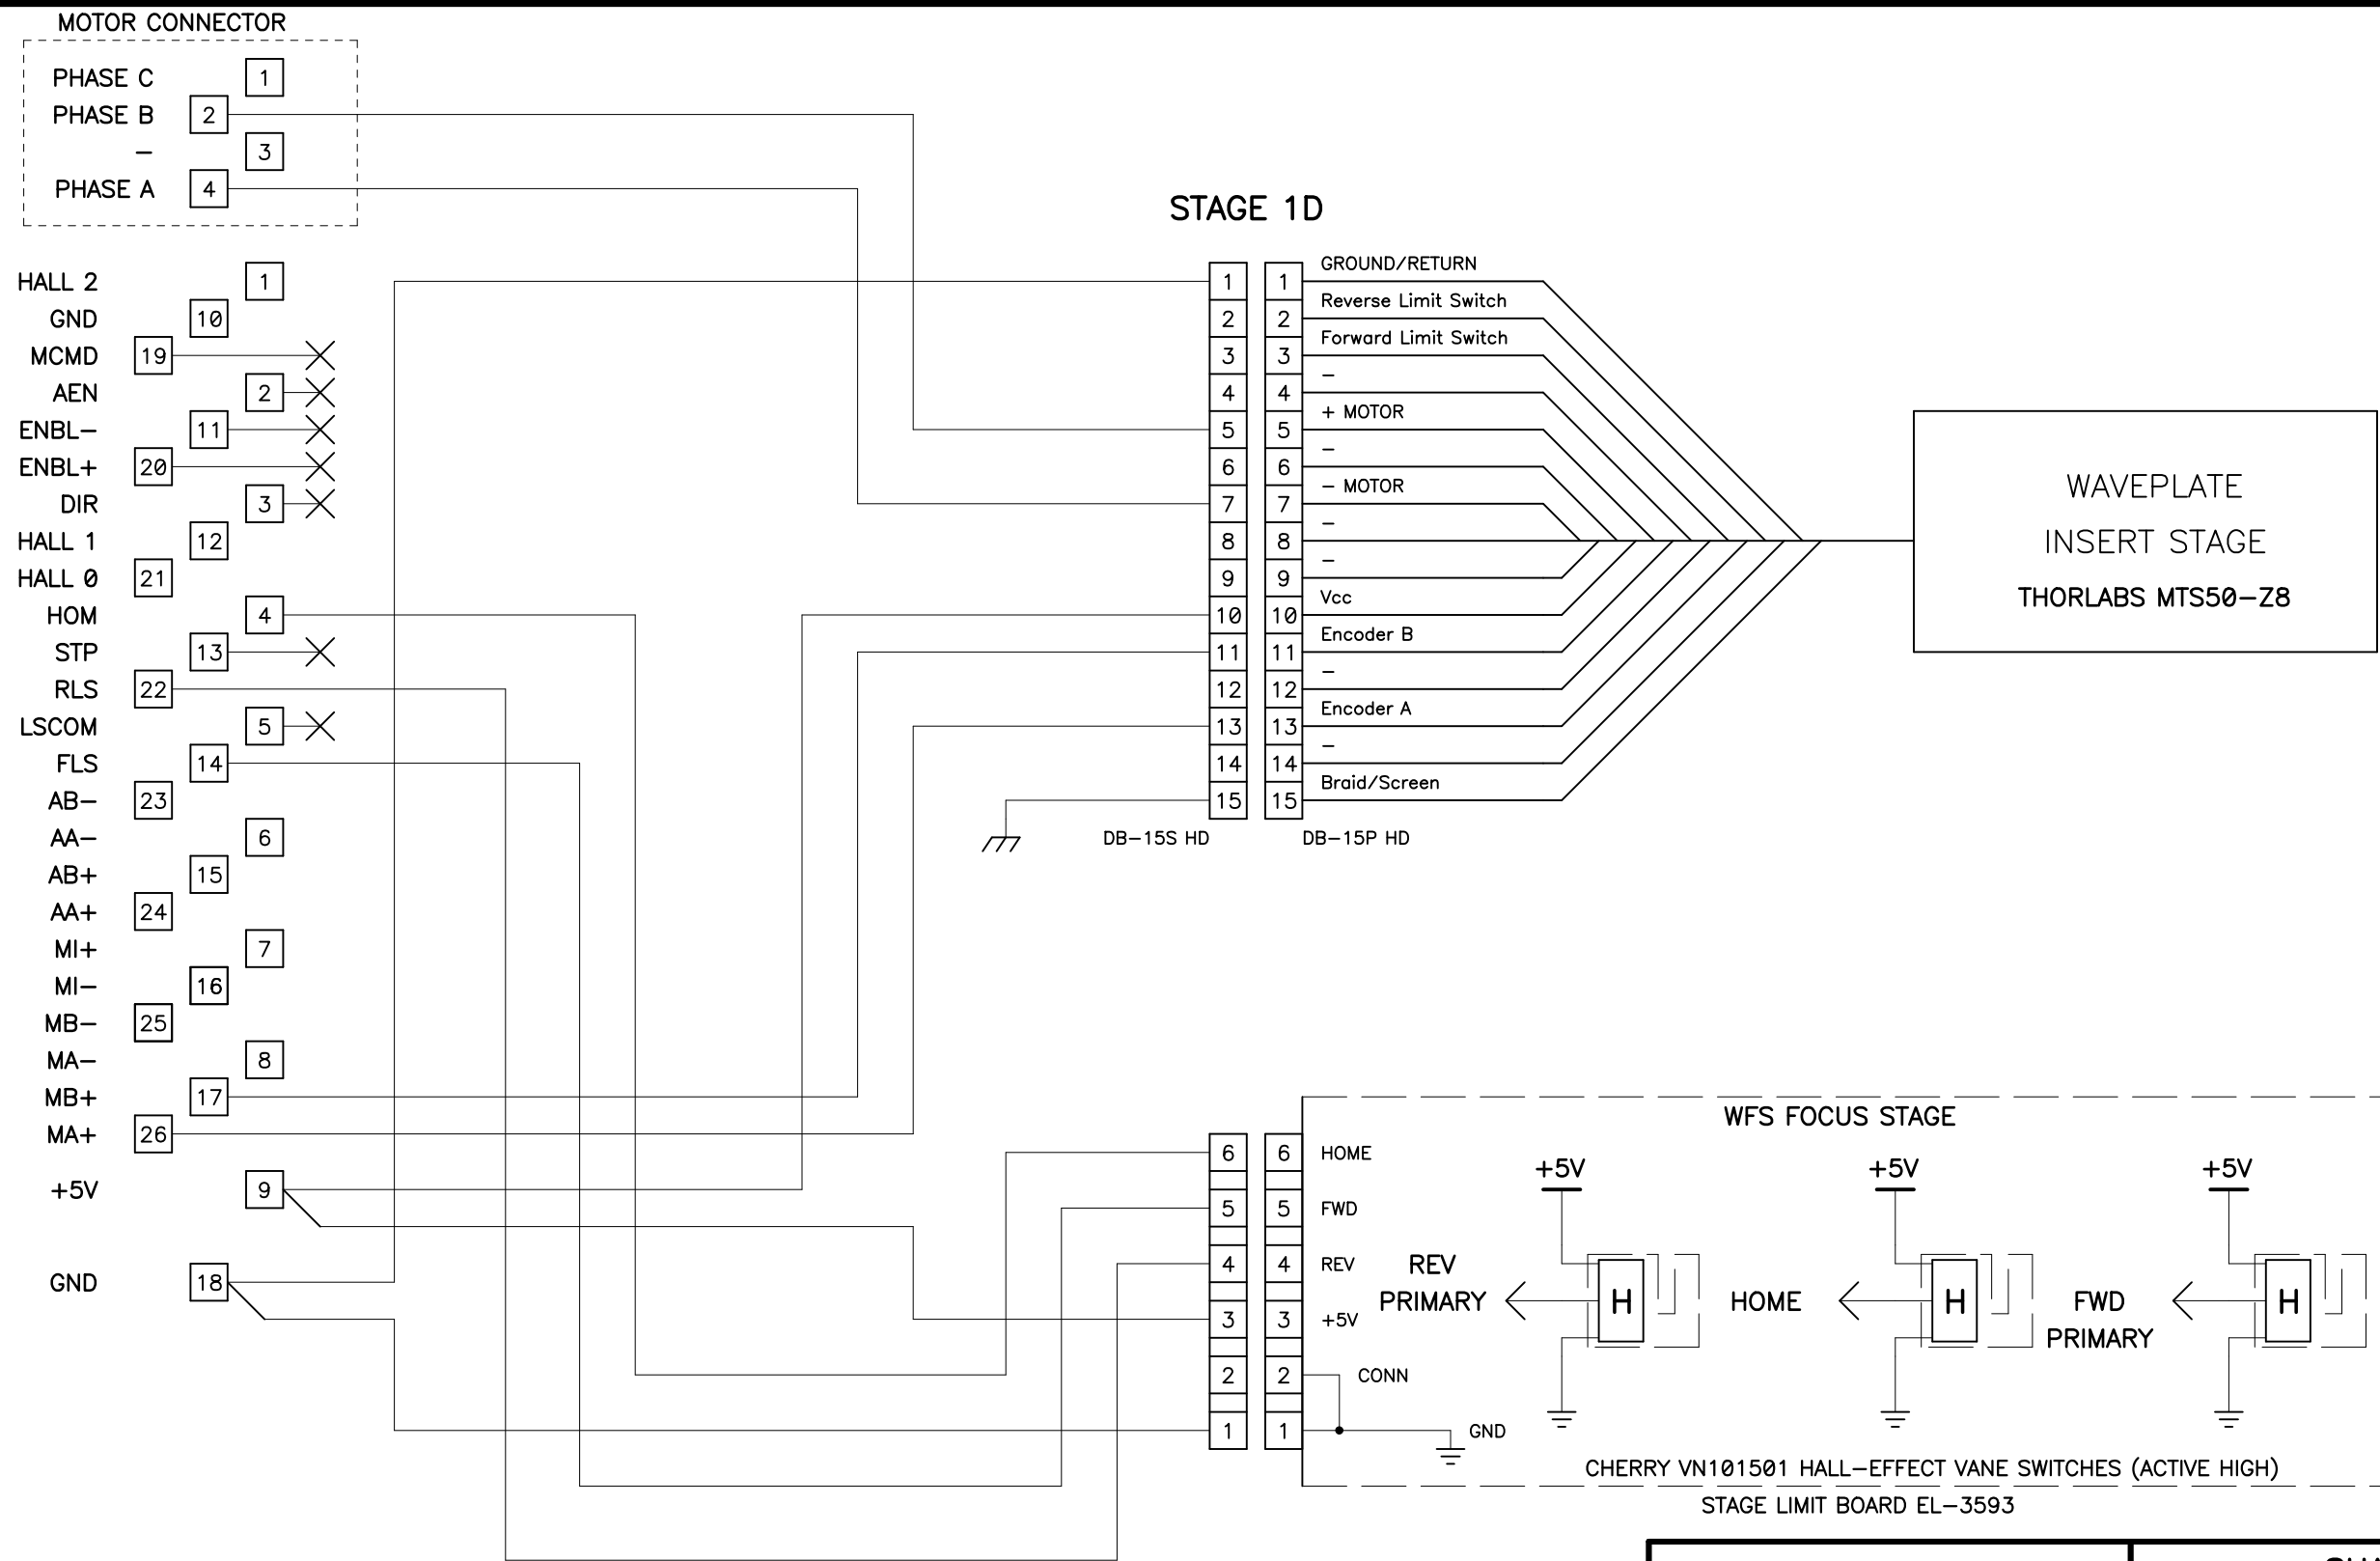 MOTOR CONNECTOR
PHASE C 1
PHASE B 2
- 3
PHASE A 4
HALL 2 1
GND 10
MCMD 19
AEN 2
ENBL- 11
ENBL+ 20
DIR 3
HALL 1 12
HALL 0 21
HOM 4
STP 13
RLS 22
LSCOM 5
FLS 14
AB- 23
AA- 6
AB+ 15
AA+ 24
MI+ 7
MI- 16
MB- 25
MA- 8
MB+ 17
MA+ 26
+5V 9
GND 18
STAGE 1D
1 1 GROUND/RETURN
2 2 Reverse Limit Switch
3 3 Forward Limit Switch
4 4 -
5 5 + MOTOR
6 6 -
7 7 - MOTOR
8 8 -
9 9 -
10 10 Vcc
11 11 Encoder B
12 12 -
13 13 Encoder A
14 14 -
15 15 Braid/Screen
DB-15S HD DB-15P HD
WAVEPLATE
INSERT STAGE
THORLABS MTS50-Z8
WFS FOCUS STAGE
6 6 HOME
5 5 FWD
4 4 REV
3 3 +5V
2 2 CONN
1 1 GND
+5V +5V +5V
REV
PRIMARY H HOME H FWD
PRIMARY H
CHERRY VN101501 HALL-EFFECT VANE SWITCHES (ACTIVE HIGH)
STAGE LIMIT BOARD EL-3593